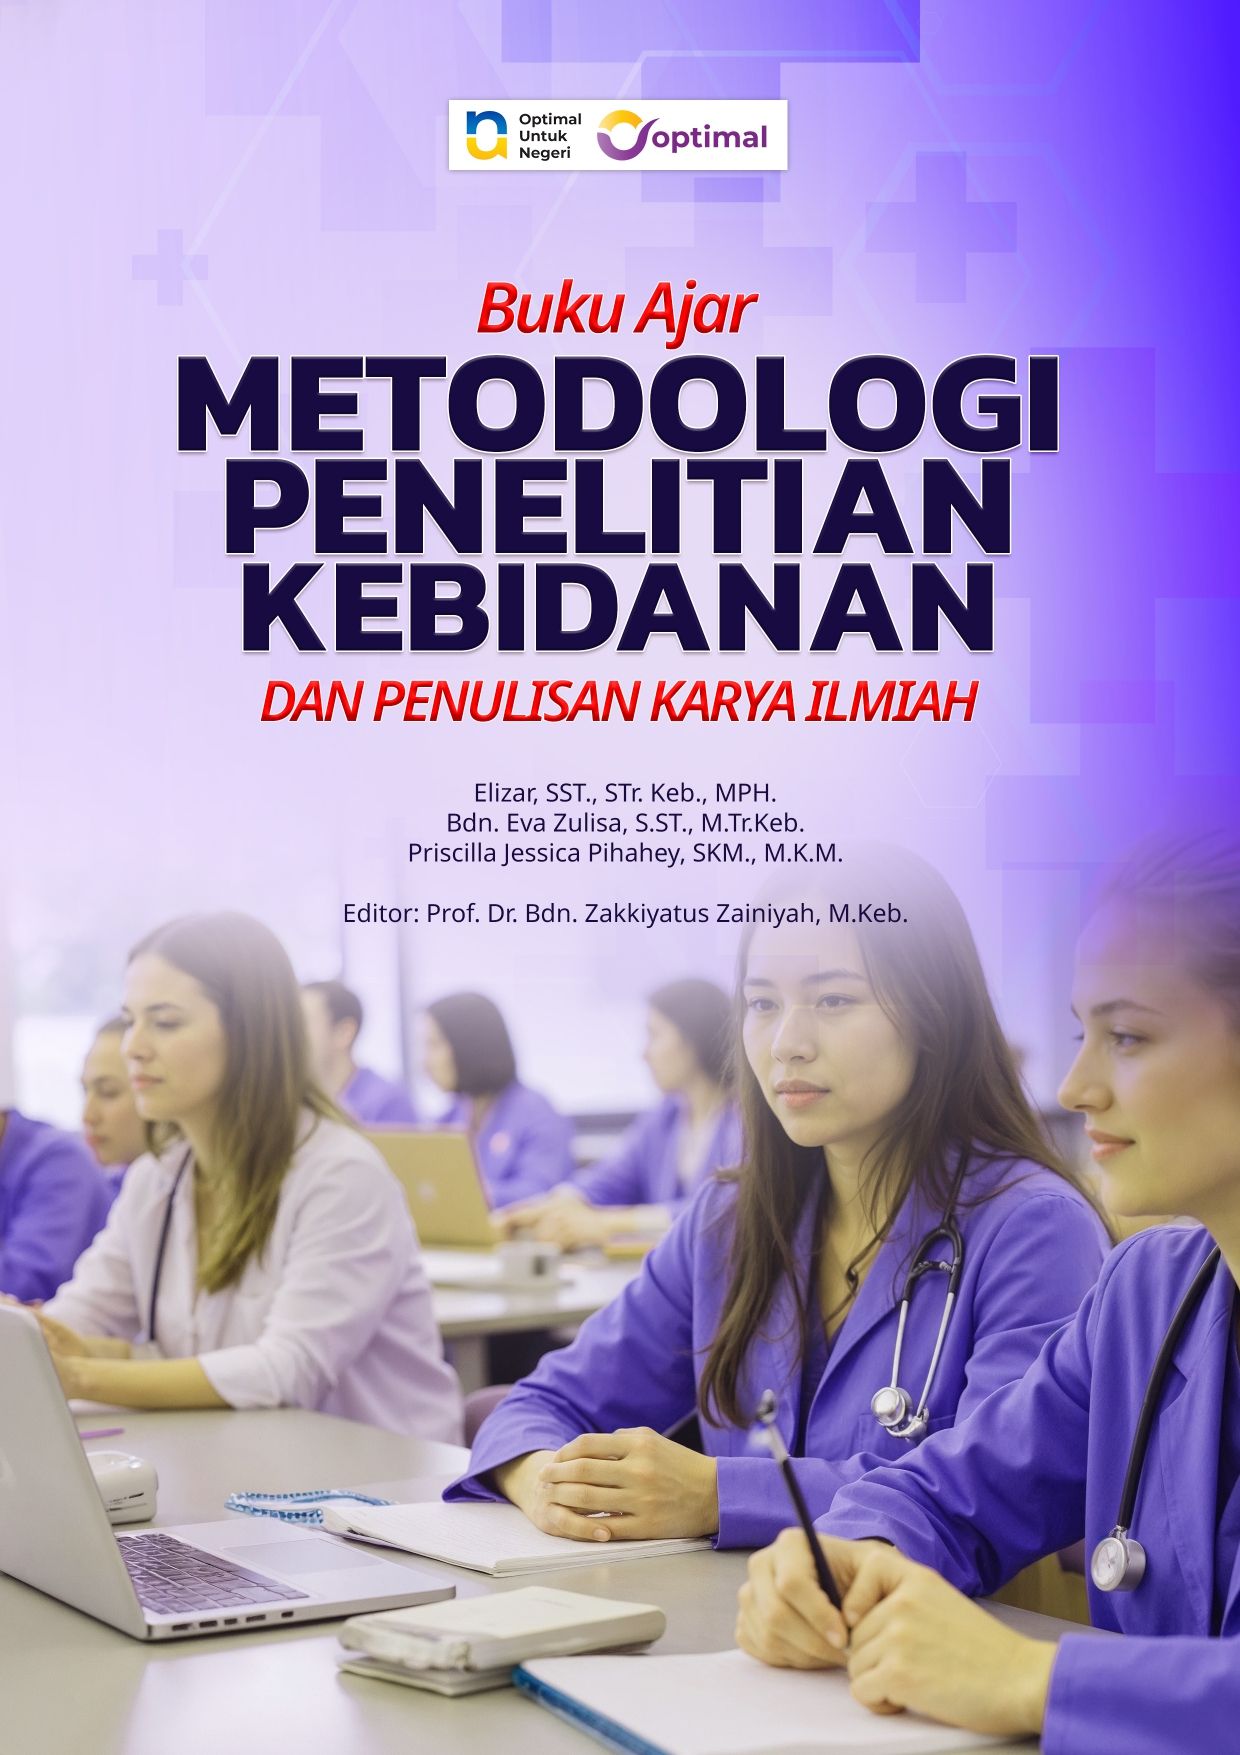 Optimal
Untuk
Negeri
optimal
Buku Ajar
METODOLOGI
PENELITIAN
KEBIDANAN
DAN PENULISAN KARYA ILMIAH
Elizar, SST., STr. Keb., MPH.
Bdn. Eva Zulisa, S.ST., M.Tr.Keb.
Priscilla Jessica Pihahey, SKM., M.K.M.
Editor: Prof. Dr. Bdn. Zakkiyatus Zainiyah, M.Keb.